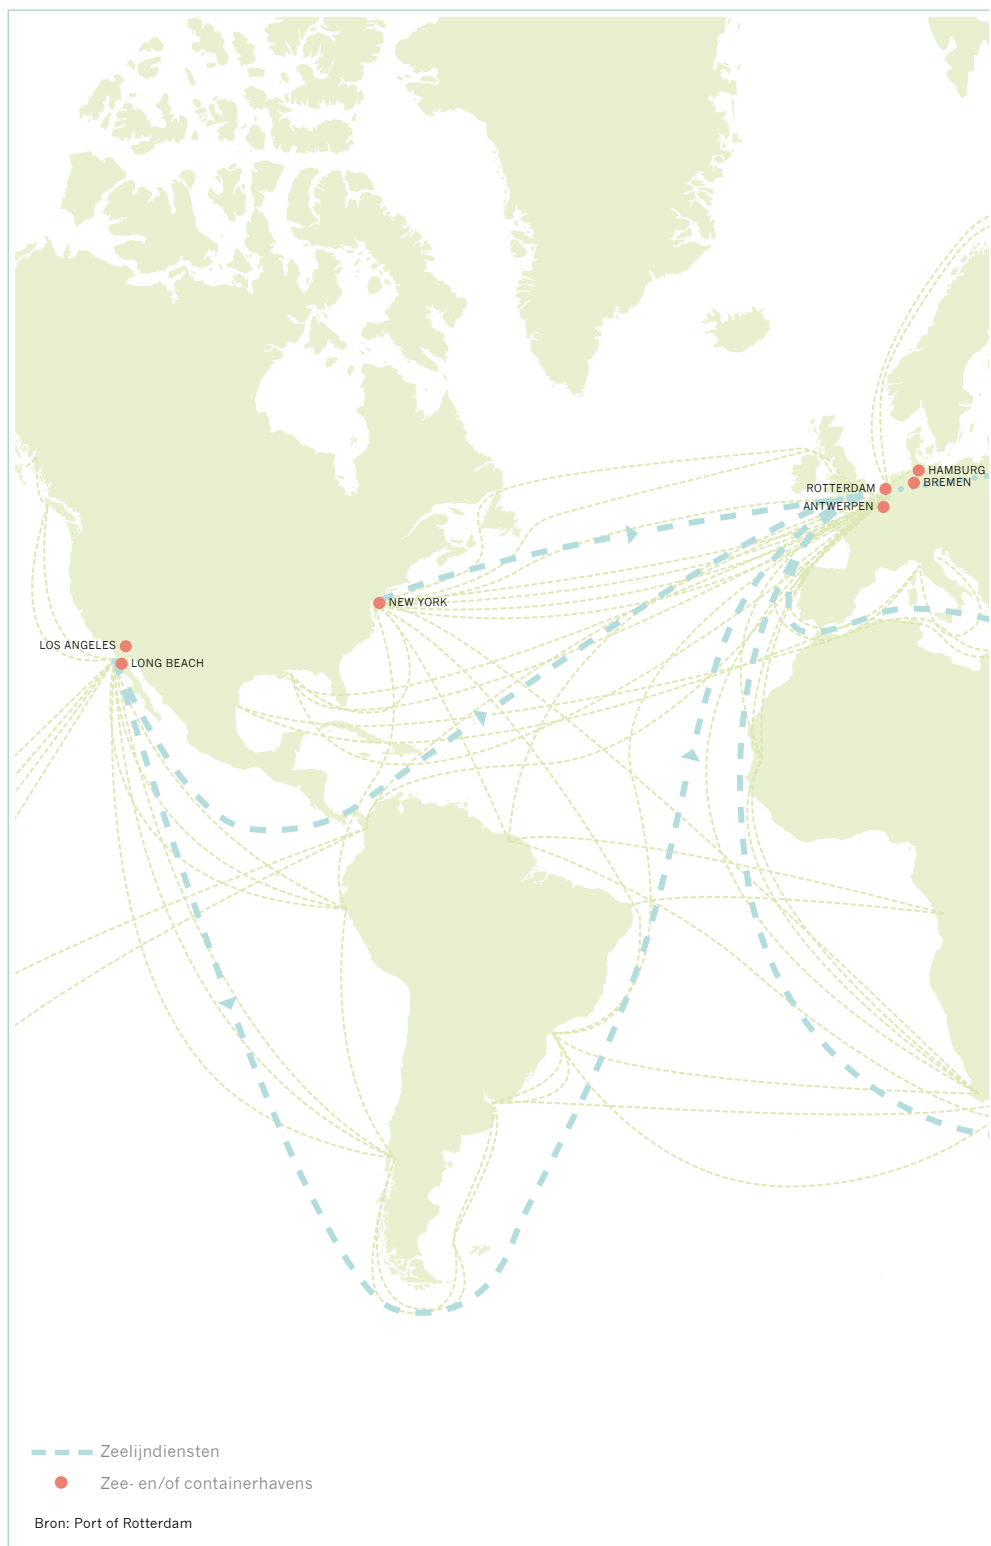 HAMBURG
BREMEN
ROTTERDAM
ANTWERPEN
NEW YORK
LOS ANGELES
LONG BEACH
Zeelijndiensten
Zee- en/of containerhavens
Bron: Port of Rotterdam